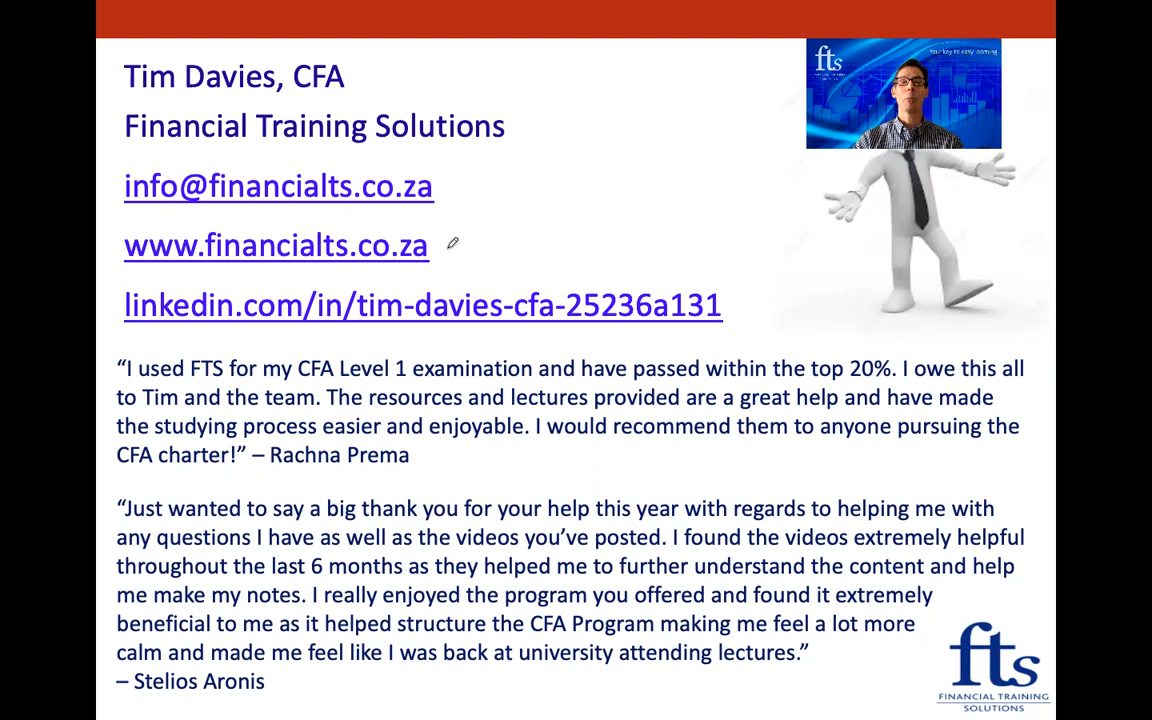 Tim Davies, CFA
Financial Training Solutions
info@financialts.co.za
www.financialts.co.za
linkedin.com/in/tim-davies-cfa-25236a131
fts
Your key to easy learning
“I used FTS for my CFA Level 1 examination and have passed within the top 20%. I owe this all
to Tim and the team. The resources and lectures provided are a great help and have made
the studying process easier and enjoyable. I would recommend them to anyone pursuing the
CFA charter!” – Rachna Prema
“Just wanted to say a big thank you for your help this year with regards to helping me with
any questions I have as well as the videos you’ve posted. I found the videos extremely helpful
throughout the last 6 months as they helped me to further understand the content and help
me make my notes. I really enjoyed the program you offered and found it extremely
beneficial to me as it helped structure the CFA Program making me feel a lot more
calm and made me feel like I was back at university attending lectures.”
– Stelios Aronis
fts
FINANCIAL TRAINING
SOLUTIONS